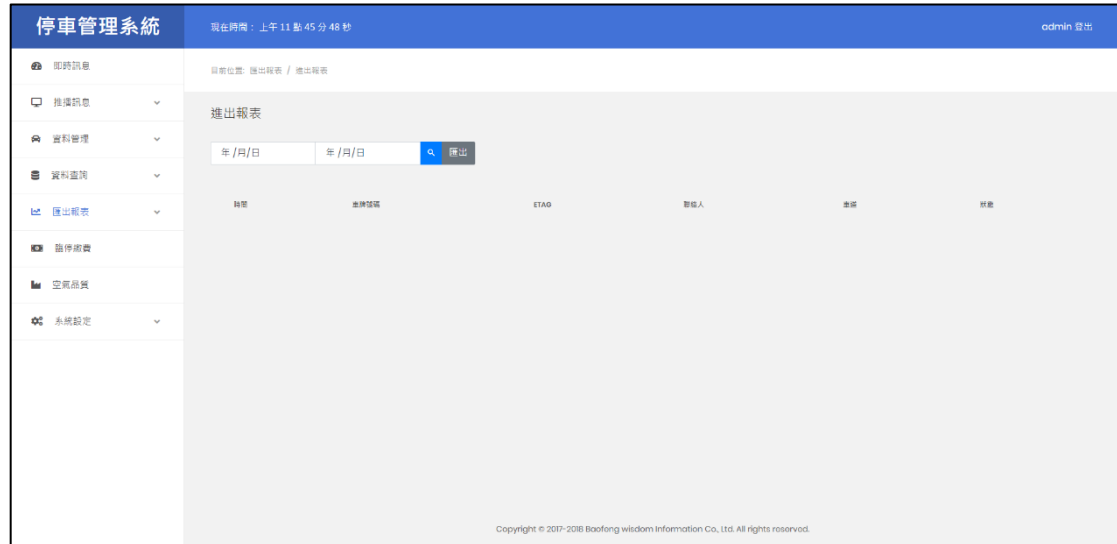 停車管理系統
現在時間： 上午 11 點 45 分 48 秒
admin 登出
即時訊息
推播訊息
資料管理
資料查詢
匯出報表
臨停繳費
空氣品質
系統設定
目前位置: 匯出報表 / 進出報表
進出報表
年 /月/日
年 /月/日
匯出
時間
車牌號碼
ETAG
聯絡人
車道
狀態
Copyright © 2017-2018 Baofeng wisdom Information Co., Ltd. All rights reserved.